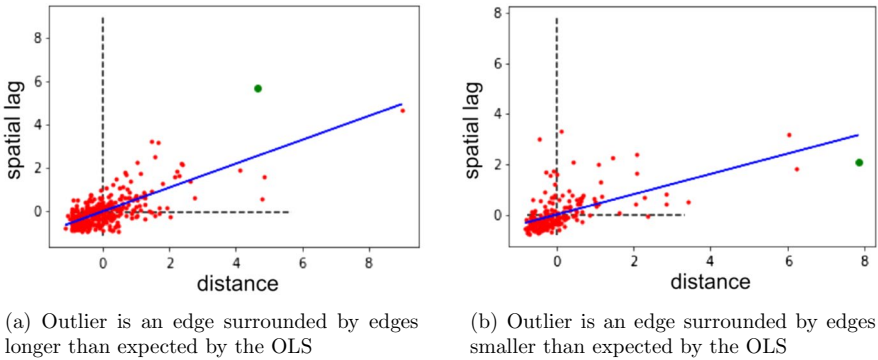 8
6
4
2
0
spatial lag
0
2
4
6
8
distance
8
6
4
2
0
spatial lag
0
2
4
6
8
distance
(a) Outlier is an edge surrounded by edges
longer than expected by the OLS
(b) Outlier is an edge surrounded by edges
smaller than expected by the OLS